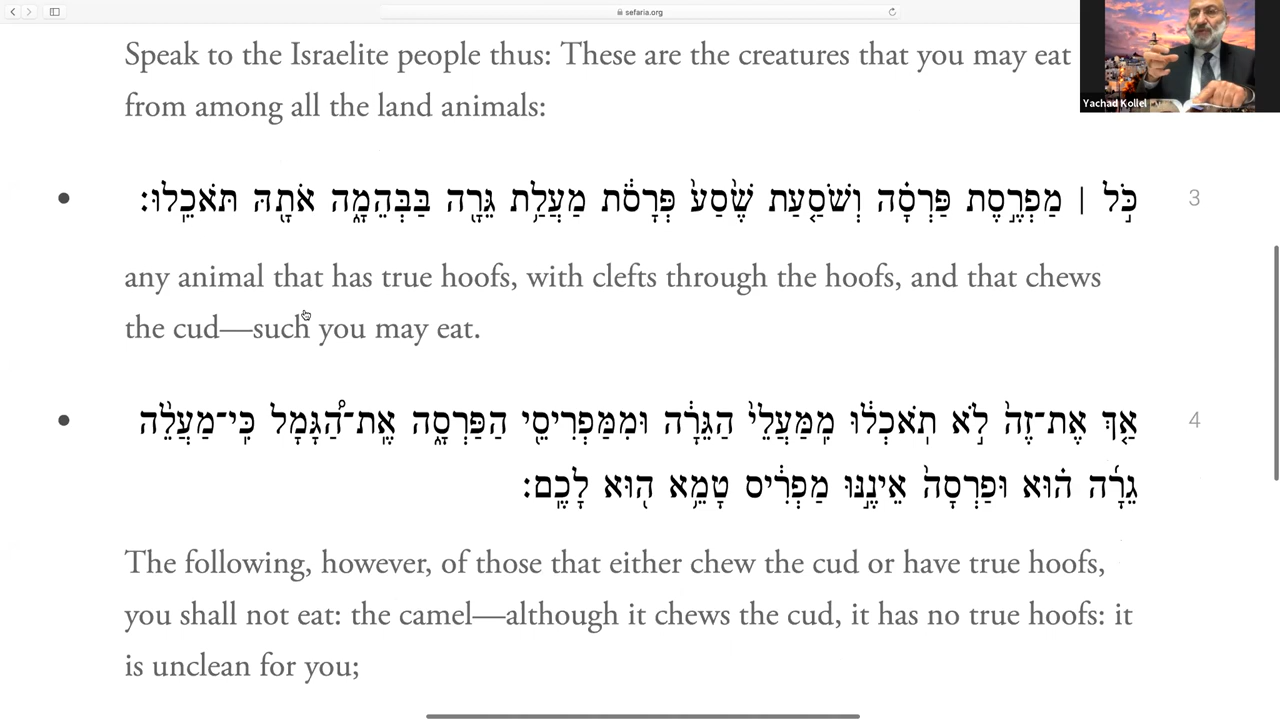 sefaria.org
Speak to the Israelite people thus: These are the creatures that you may eat
from among all the land animals:
Yachad Kollel
3
כֹּ֣ל ׀ מַפְרֶ֣סֶת פַּרְסָ֗ה וְשֹׁסַ֤עַת שֶׁ֙סַע֙ פְּרָסֹ֔ת מַעֲלַ֥ת גֵּרָ֖ה בַּבְּהֵמָ֑ה אֹתָ֖הּ תֹּאכֵֽלוּ׃
any animal that has true hoofs, with clefts through the hoofs, and that chews
the cud—such you may eat.
4
אַ֤ךְ אֶת־זֶה֙ לֹ֣א תֹֽאכְל֔וּ מִֽמַּעֲלֵי֙ הַגֵּרָ֔ה וּמִמַּפְרִסֵ֖י הַפַּרְסָ֑ה אֶֽת־הַ֠גָּמָ֠ל כִּֽי־מַעֲלֵ֨ה
גֵרָ֜ה ה֗וּא וּפַרְסָה֙ אֵינֶ֣נּוּ מַפְרִ֔יס טָמֵ֥א ה֖וּא לָכֶֽם׃
The following, however, of those that either chew the cud or have true hoofs,
you shall not eat: the camel—although it chews the cud, it has no true hoofs: it
is unclean for you;